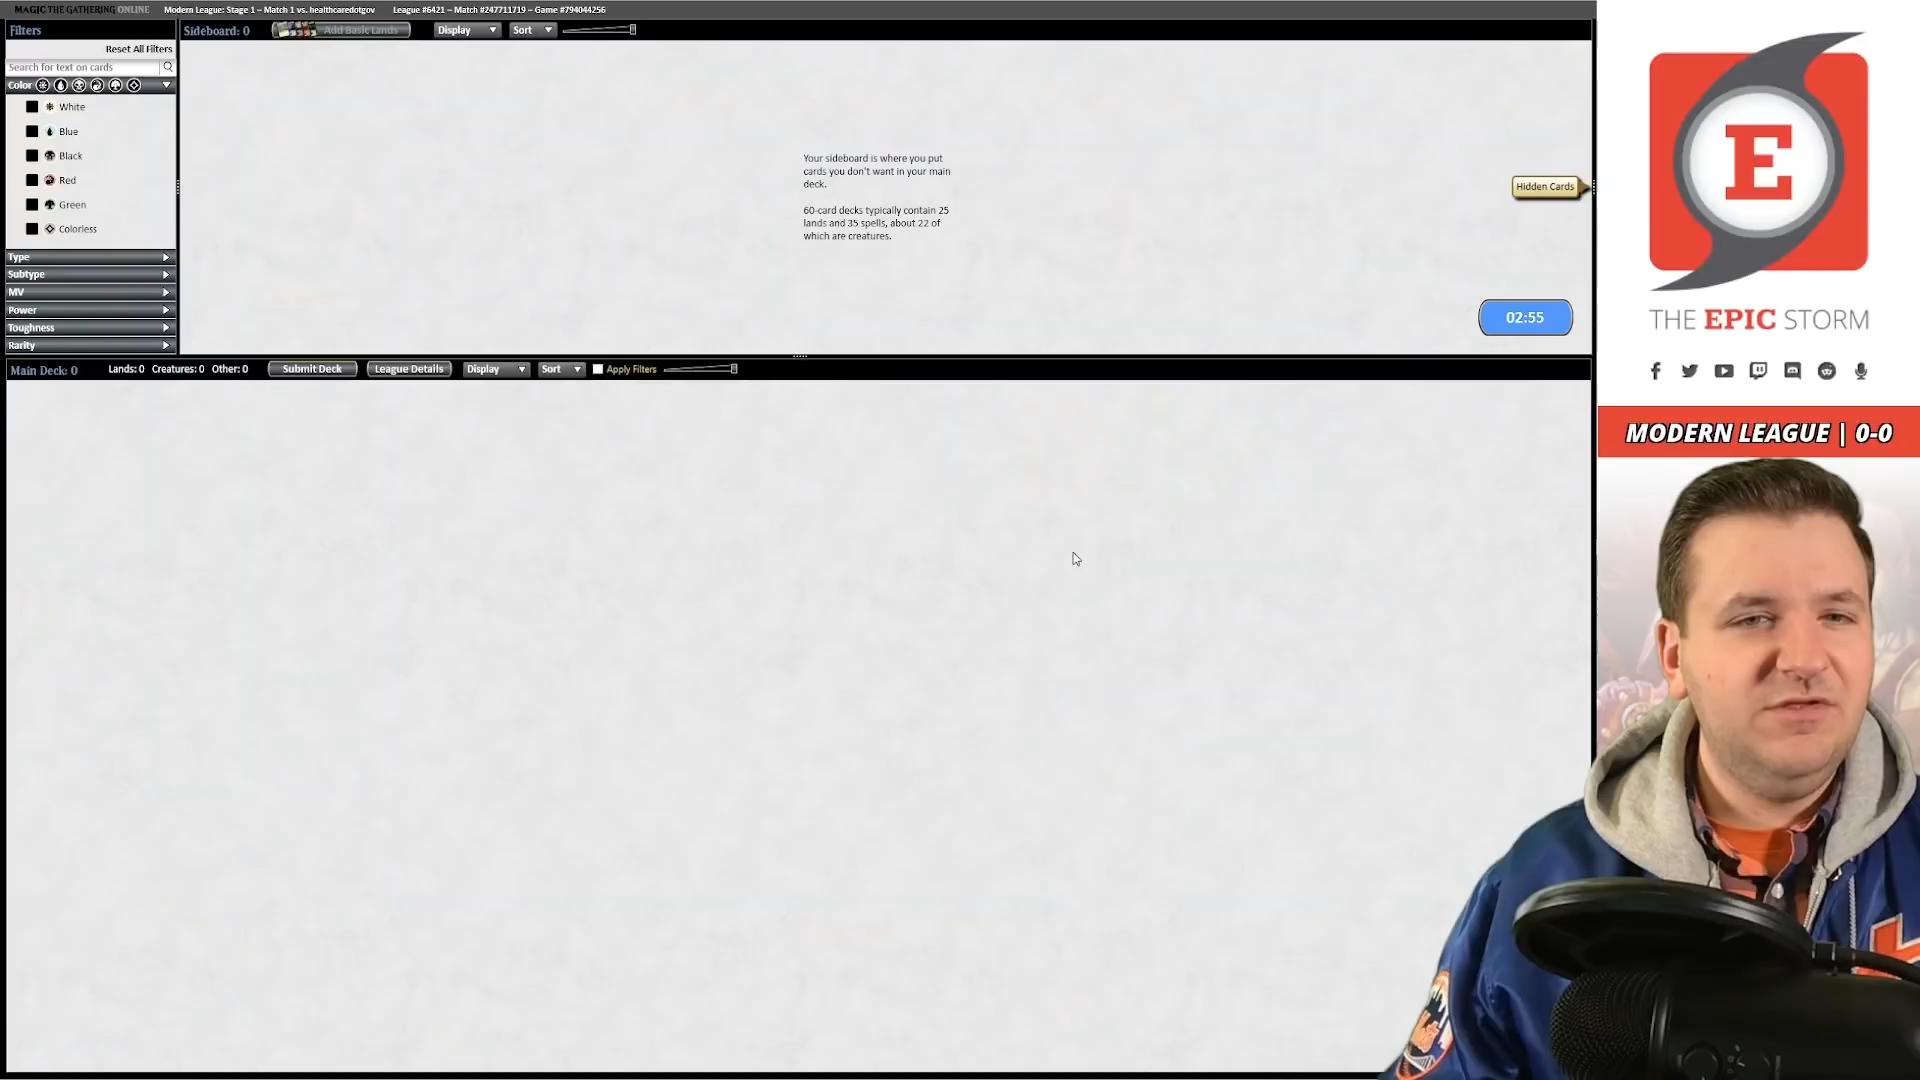 MAGIC THE GATHERING ONLINE Modern League: Stage 1 – Match 1 vs. healthcaredotgov League #6421 – Match #247711719 – Game #794044256
Filters
Sideboard: 0 Add Basic Lands Display Sort
Reset All Filters
Search for text on cards
Color
White
Blue
Black
Red
Green
Colorless
Type
Subtype
MV
Power
Toughness
Rarity
Your sideboard is where you put
cards you don't want in your main
deck.
60-card decks typically contain 25
lands and 35 spells, about 22 of
which are creatures.
Hidden Cards
02:55
Main Deck: 0 Lands: 0 Creatures: 0 Other: 0 Submit Deck League Details Display Sort Apply Filters
E
THE EPIC STORM
MODERN LEAGUE | 0-0